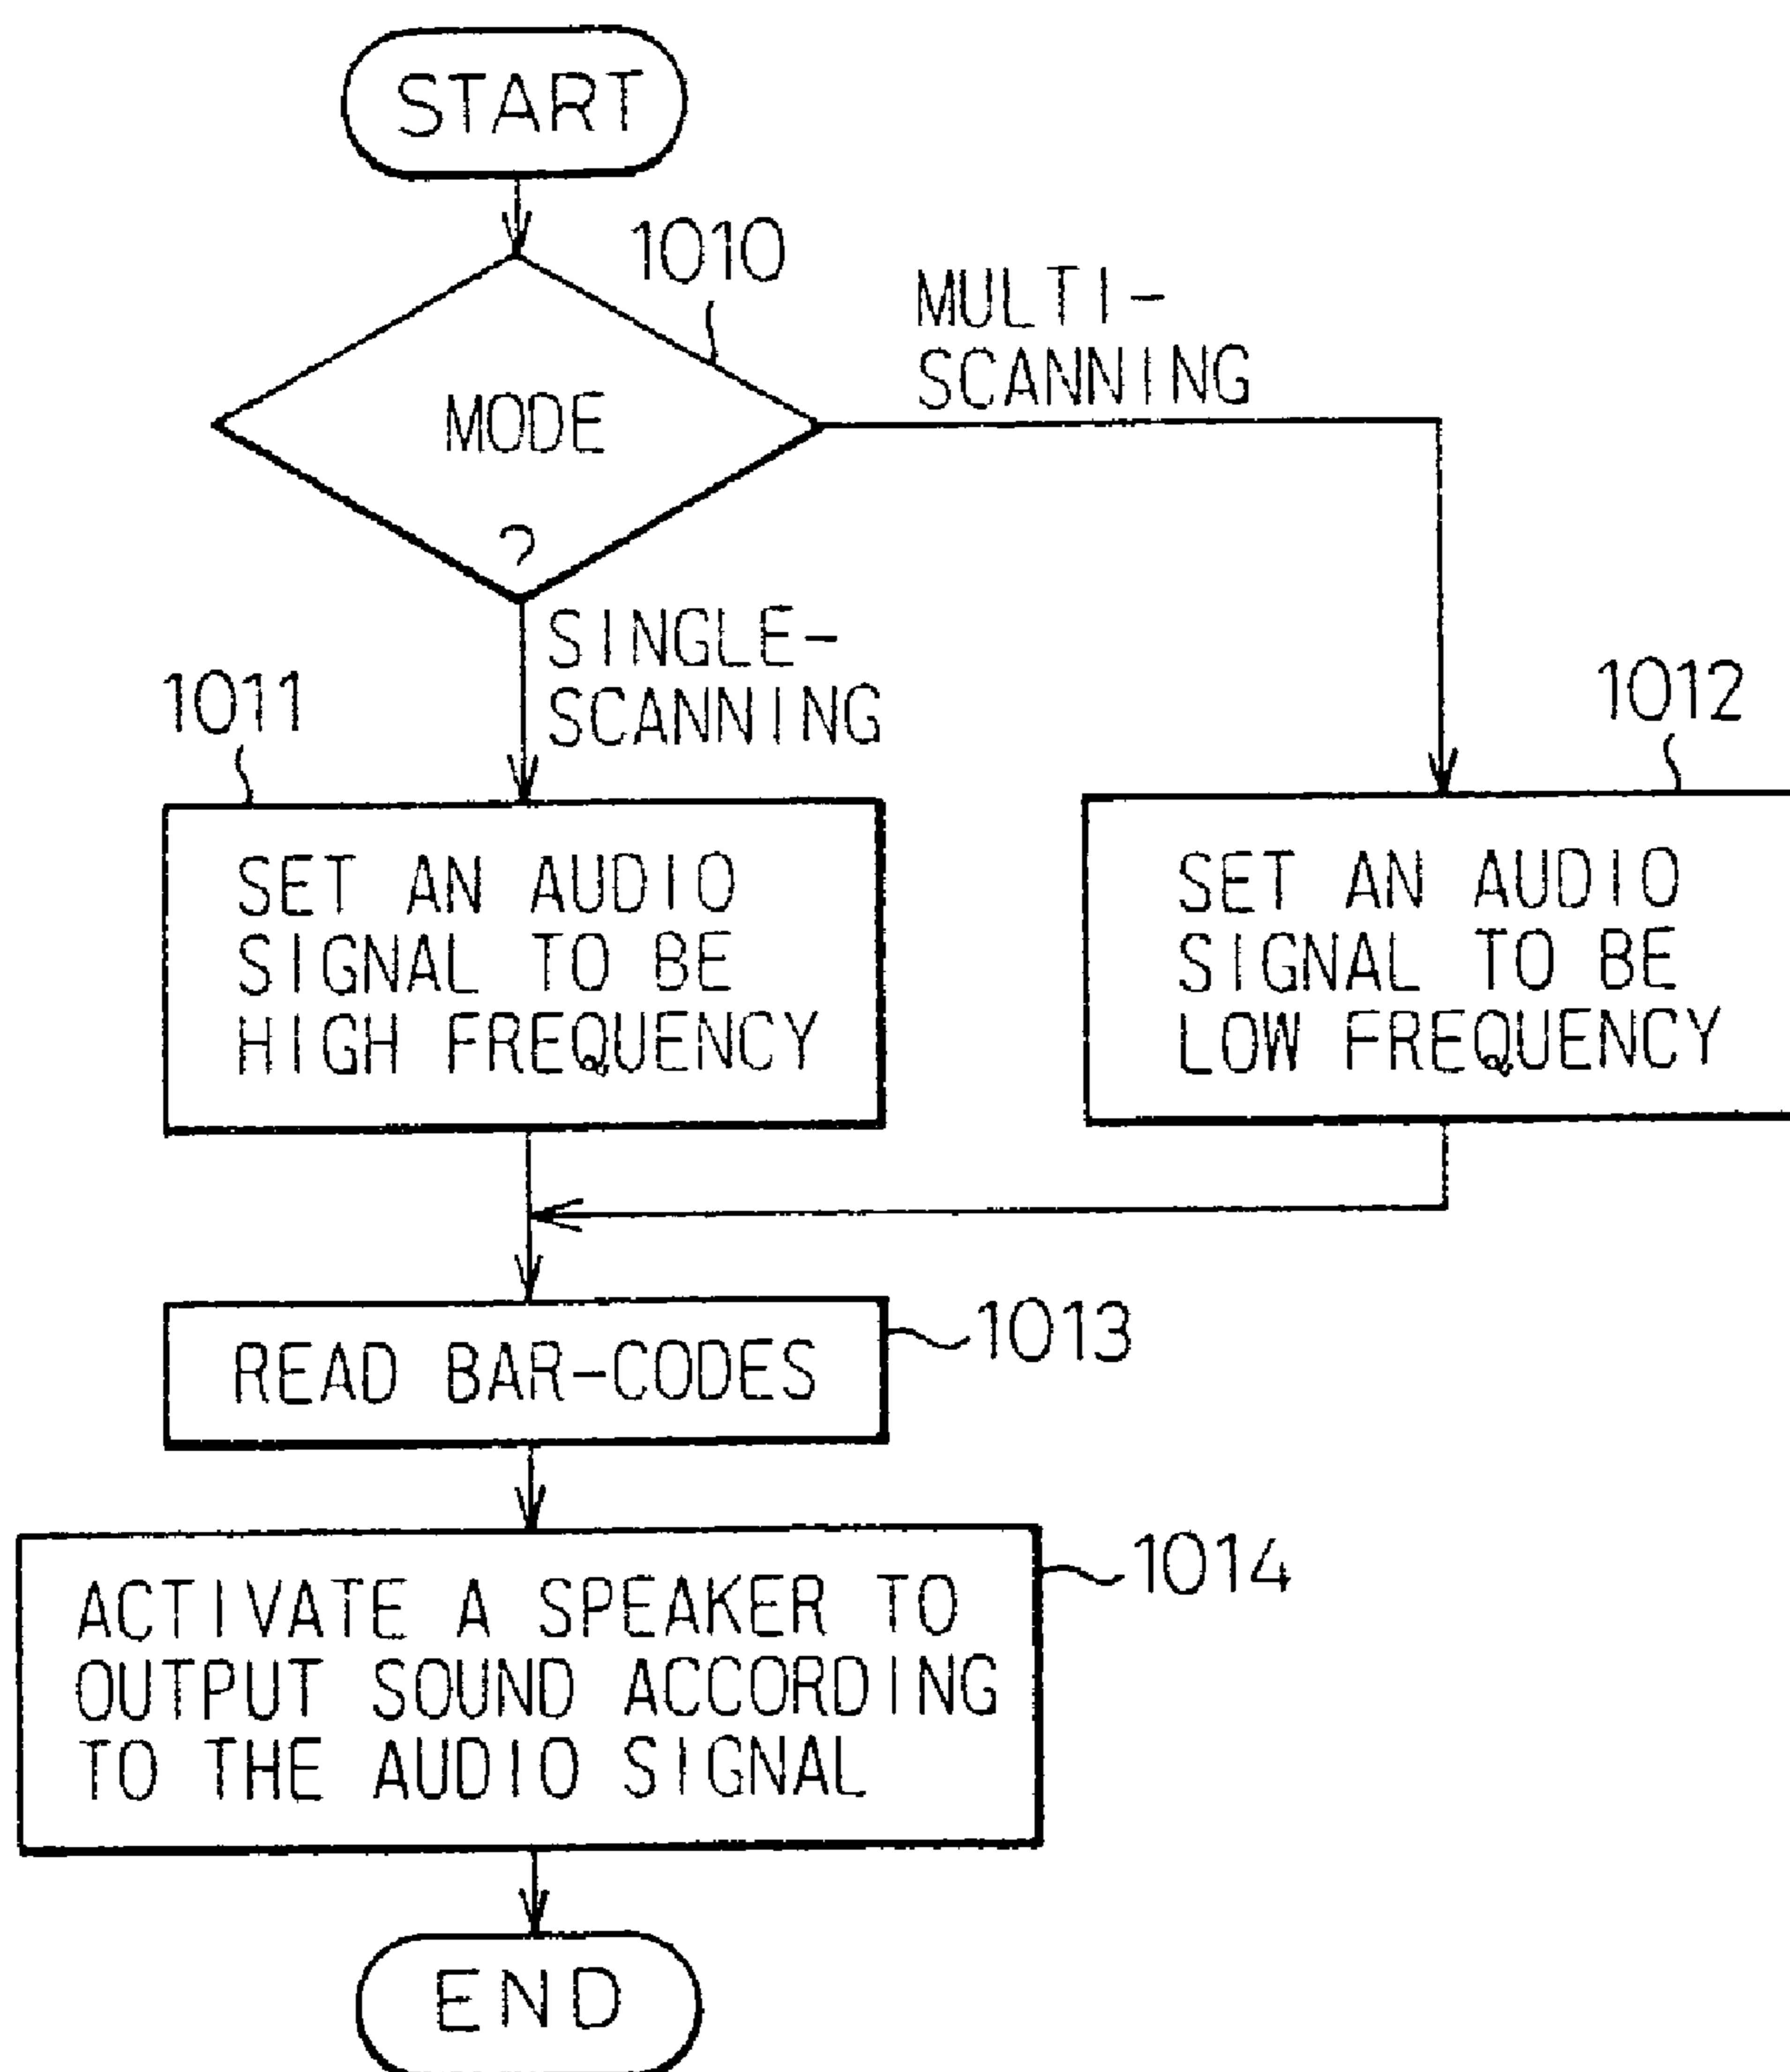 START
1010
MULTI-
SCANNING
MODE
?
SINGLE-
SCANNING
1011
1012
SET AN AUDIO
SIGNAL TO BE
HIGH FREQUENCY
SET AN AUDIO
SIGNAL TO BE
LOW FREQUENCY
READ BAR-CODES
1013
ACTIVATE A SPEAKER TO
OUTPUT SOUND ACCORDING
TO THE AUDIO SIGNAL
1014
END